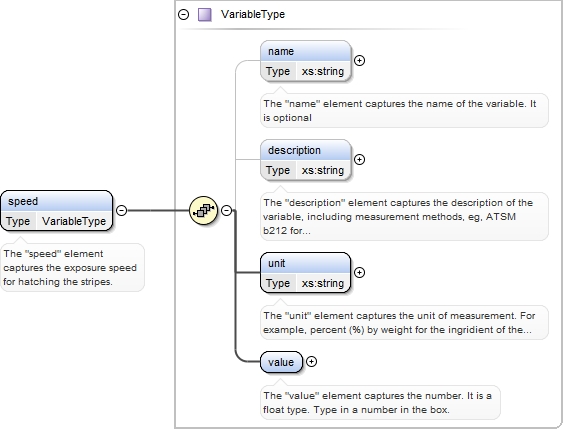 VariableType
name
Type xs:string
The "name" element captures the name of the variable. It
is optional
description
Type xs:string
The "description" element captures the description of the
variable, including measurement methods, eg, ATSM
b212 for...
speed
Type VariableType
The "speed" element
captures the exposure speed
for hatching the stripes.
unit
Type xs:string
The "unit" element captures the unit of measurement. For
example, percent (%) by weight for the ingridient of the...
value
The "value" element captures the number. It is a
float type. Type in a number in the box.